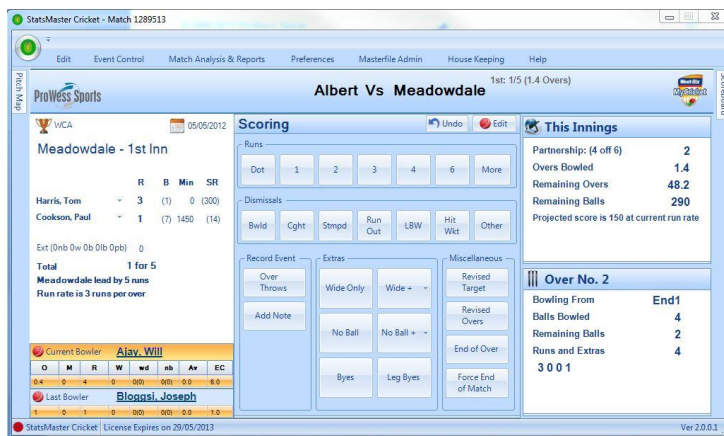 StatsMaster Cricket - Match 1289513
Edit Event Control Match Analysis & Reports Preferences Masterfile Admin House Keeping Help
Pitch Map
ProWess Sports
Albert Vs Meadowdale
1st: 1/5 (1.4 Overs)
MyCricket
WCA 05/05/2012
Meadowdale - 1st Inn
R B Min SR
Harris, Tom 3 (1) 0 (300)
Cookson, Paul 1 (7) 1450 (14)
Ext (0nb 0w 0b 0lb 0pb) 0
Total 1 for 5
Meadowdale lead by 5 runs
Run rate is 3 runs per over
Current Bowler Ajay, Will
O M R W wd nb Av EC
0.4 0 4 0 0(0) 0(0) 0.0 6.0
Last Bowler Bloggsi, Joseph
1 0 1 0 0(0) 0(0) 0.0 1.0
Scoring Undo Edit
Runs
Dot 1 2 3 4 6 More
Dismissals
Bwld Cght Stmpd Run Out LBW Hit Wkt Other
Record Event
Over Throws
Add Note
Extras
Wide Only Wide +
No Ball No Ball +
Byes Leg Byes
Miscellaneous
Revised Target
Revised Overs
End of Over
Force End of Match
This Innings
Partnership: (4 off 6) 2
Overs Bowled 1.4
Remaining Overs 48.2
Remaining Balls 290
Projected score is 150 at current run rate
Over No. 2
Bowling From End1
Balls Bowled 4
Remaining Balls 2
Runs and Extras 4
3 0 0 1
StatsMaster Cricket License Expires on 29/05/2013 Ver 2.0.0.1